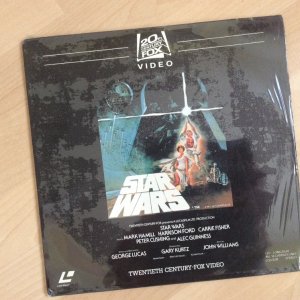 20th
CENTURY
FOX
VIDEO
STAR
WARS
TWENTIETH CENTURY-FOX presents A LUCASFILM LTD. PRODUCTION
STAR WARS
starring MARK HAMILL HARRISON FORD CARRIE FISHER
PETER CUSHING and ALEC GUINNESS
GEORGE LUCAS
GARY KURTZ
JOHN WILLIAMS
TWENTIETH CENTURY-FOX VIDEO